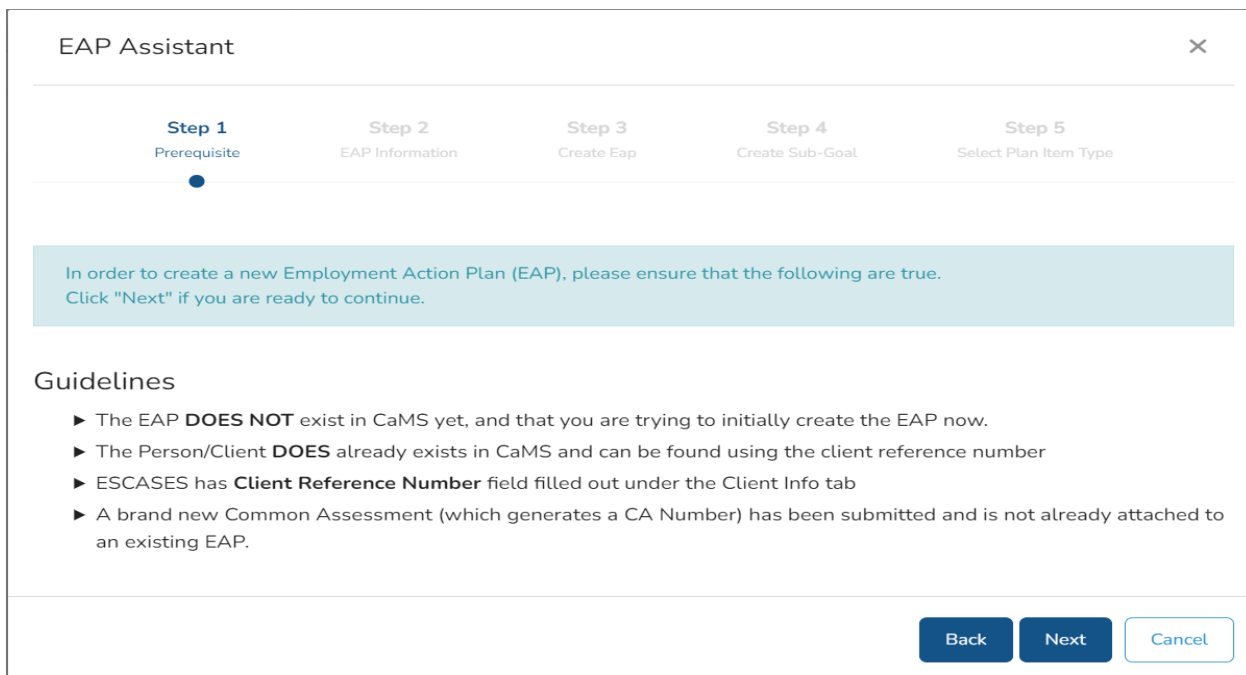 EAP Assistant ×
Step 1 Step 2 Step 3 Step 4 Step 5
Prerequisite EAP Information Create Eap Create Sub-Goal Select Plan Item Type
In order to create a new Employment Action Plan (EAP), please ensure that the following are true.
Click "Next" if you are ready to continue.
Guidelines
► The EAP DOES NOT exist in CaMS yet, and that you are trying to initially create the EAP now.
► The Person/Client DOES already exists in CaMS and can be found using the client reference number
► ESCASES has Client Reference Number field filled out under the Client Info tab
► A brand new Common Assessment (which generates a CA Number) has been submitted and is not already attached to
an existing EAP.
Back Next Cancel